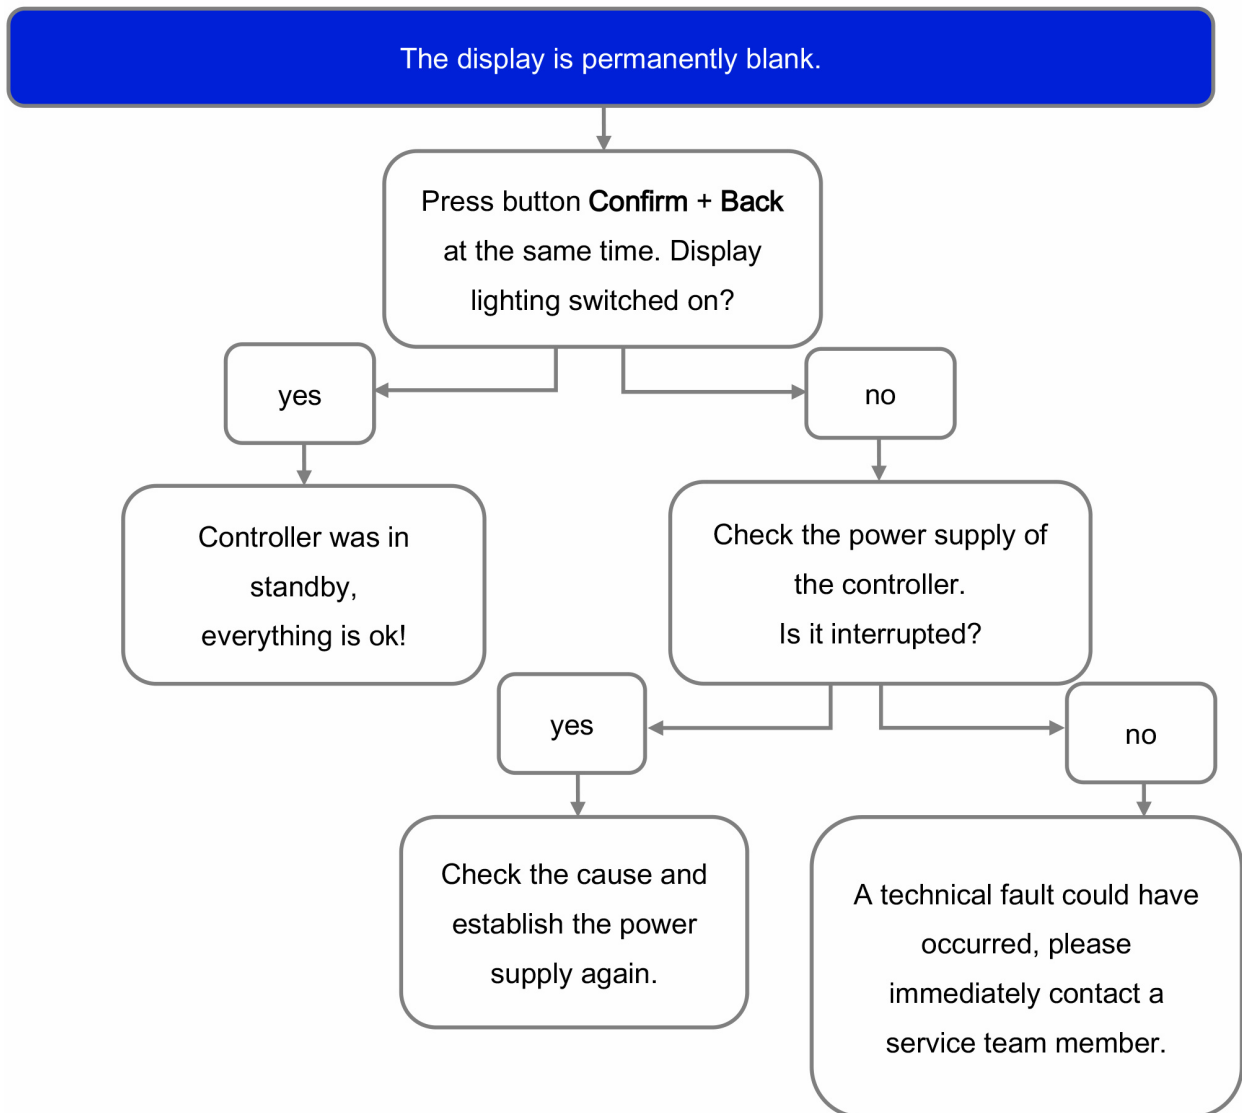 The display is permanently blank.
Press button Confirm + Back
at the same time. Display
lighting switched on?
yes
no
Controller was in
standby,
everything is ok!
Check the power supply of
the controller.
Is it interrupted?
yes
no
Check the cause and
establish the power
supply again.
A technical fault could have
occurred, please
immediately contact a
service team member.